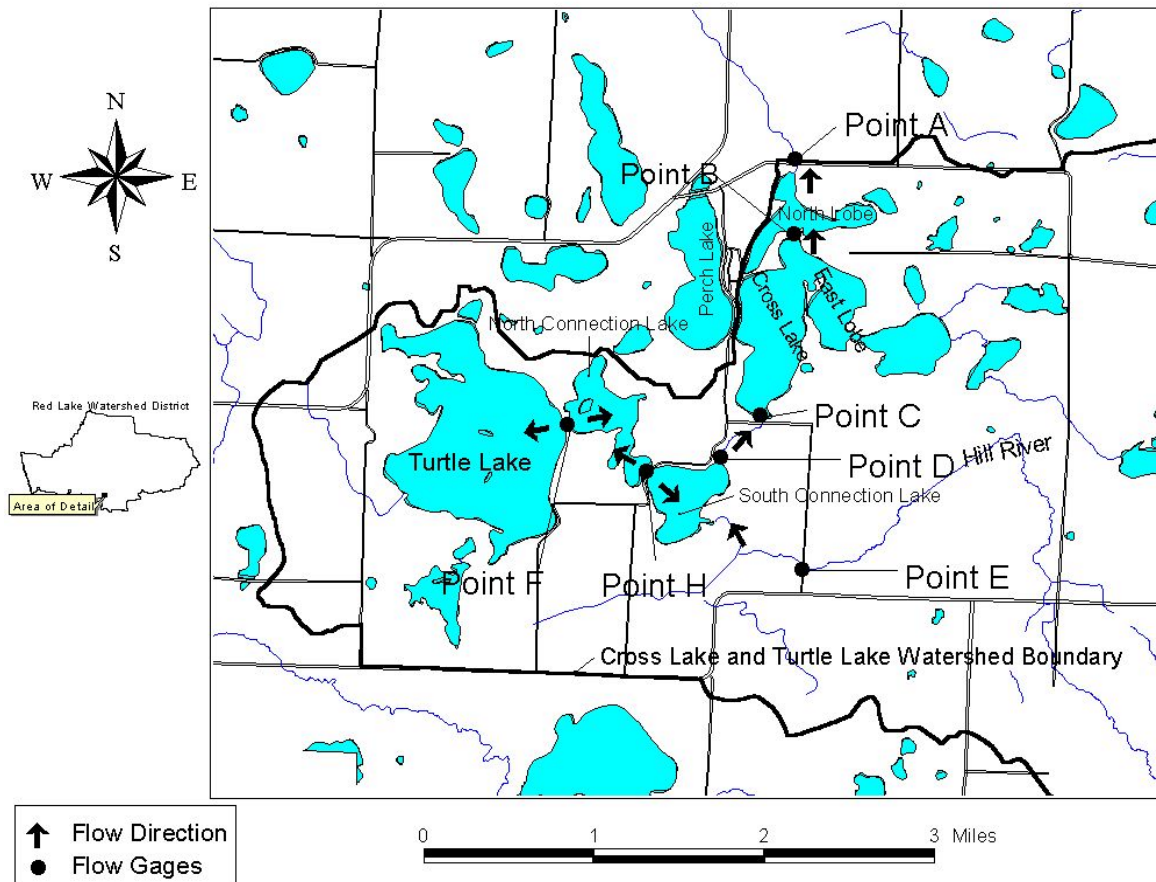 N
W E
S
Point A
Point B
North Lobe
Perch Lake
Cross Lake
East Lobe
North Connection Lake
Red Lake Watershed District
Area of Detail
Turtle Lake
Point C
Point D
Hill River
South Connection Lake
Point F
Point H
Point E
Cross Lake and Turtle Lake Watershed Boundary
Flow Direction
Flow Gages
0 1 2 3 Miles